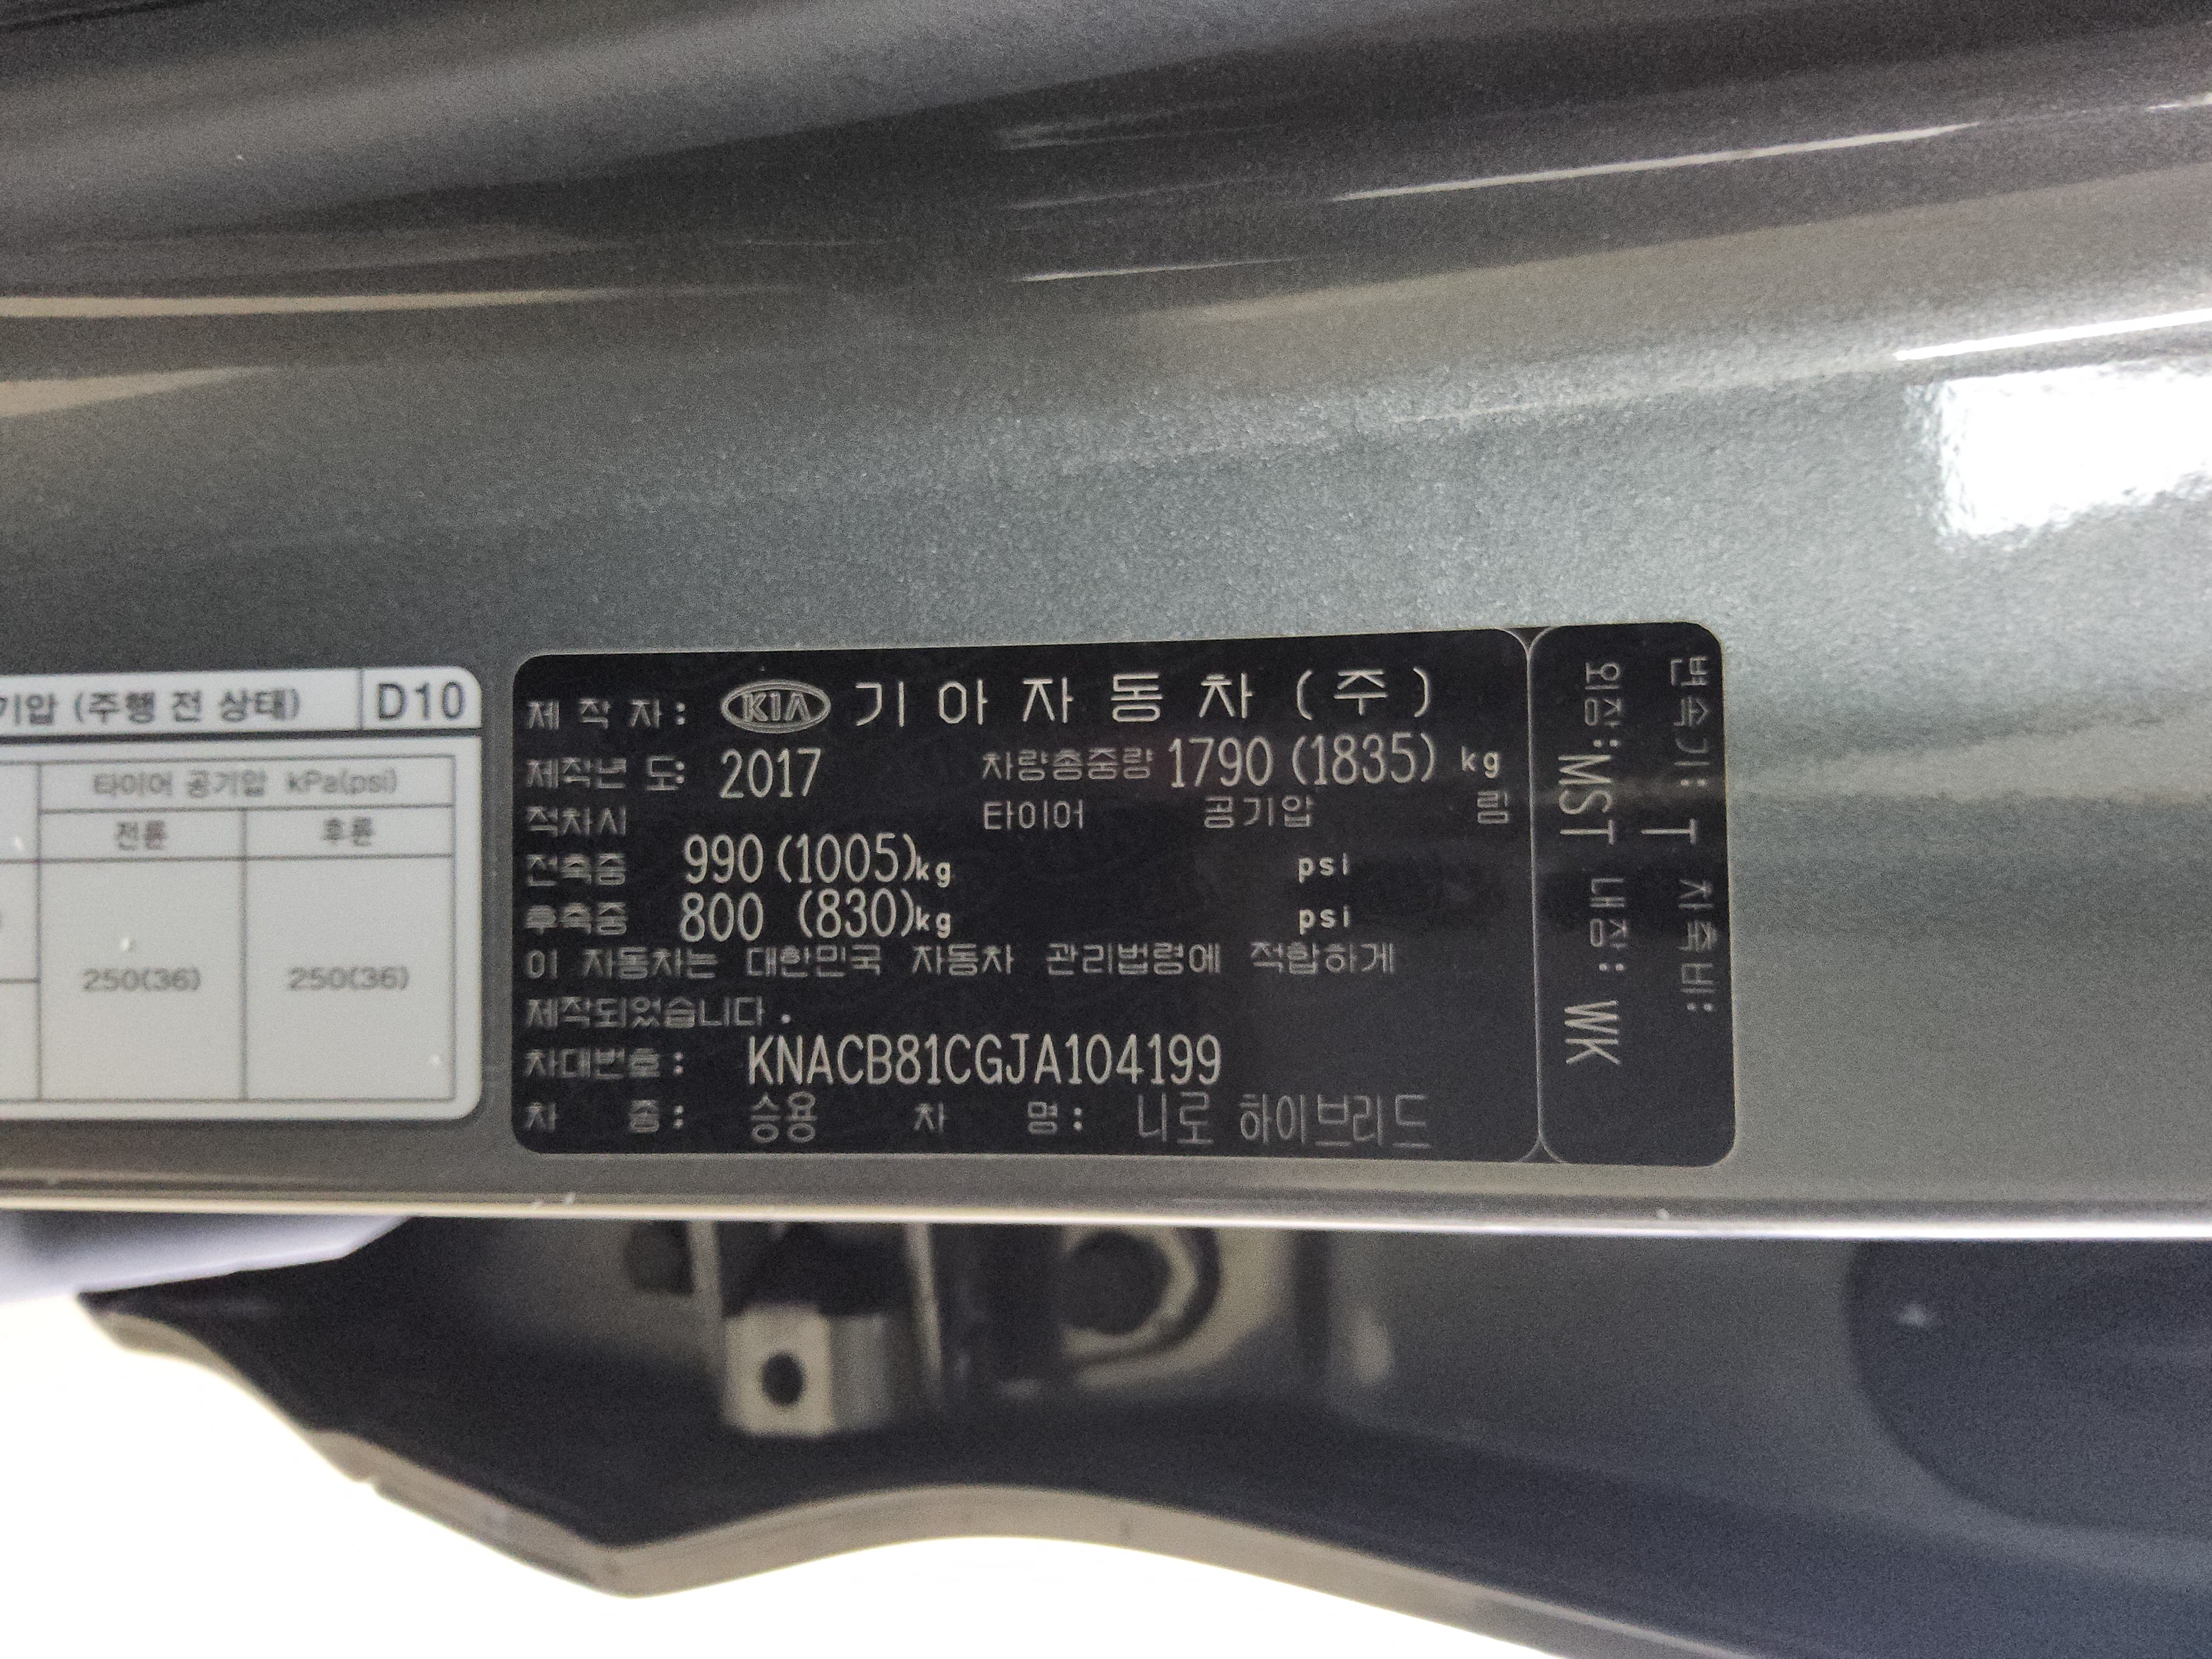 기압 (주행 전 상태) D10
타이어 공기압 kPa(psi)
전륜 후륜
250(36) 250(36)
제 작 자 : KIA 기 아 자 동 차 ( 주 )
제작년 도: 2017 차량총중량 1790 (1835) kg
적차시 타이어 공기압 림
전축중 990 (1005)kg psi
후축중 800 (830)kg psi
이 자동차는 대한민국 자동차 관리법령에 적합하게
제작되었습니다 .
차대번호 : KNACB81CGJA104199
차 종 : 승용 차 명 : 니로 하이브리드
변속기: T 차축비:
외장:MST 내장: WK